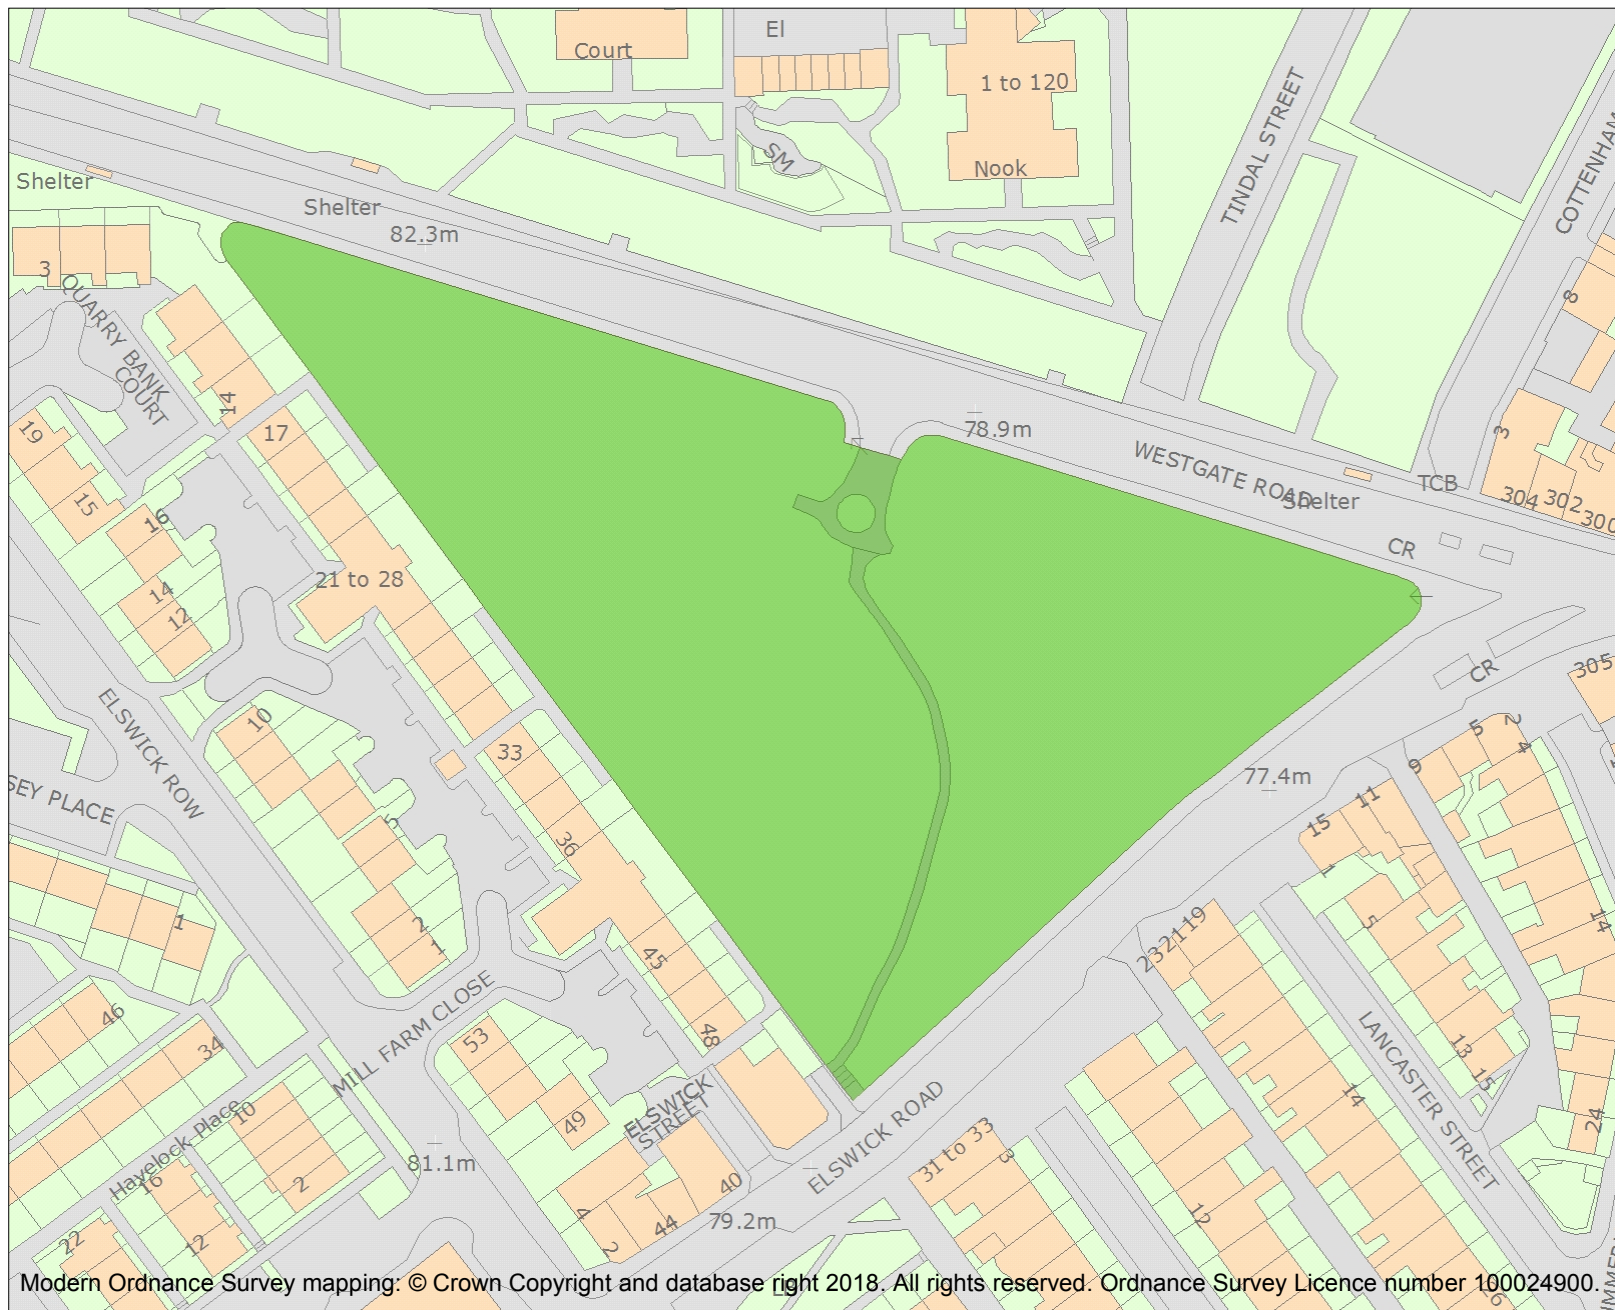 El
Court
1 to 120
Nook
SM
TINDAL STREET
COTTENHAM
Shelter
Shelter
82.3m
3
QUARRY BANK
COURT
14
17
19
15
16
14
12
21 to 28
8
3
78.9m
WESTGATE ROAD
Shelter
TCB
304
302
300
CR
CR
305
ELSWICK ROW
SEY PLACE
10
33
36
5
2
1
1
45
48
77.4m
5
2
4
9
11
15
1
5
14
46
34
MILL FARM CLOSE
53
49
232119
13
15
LANCASTER STREET
14
24
Havelock Place
10
2
16
12
22
81.1m
ELSWICK
STREET
ELSWICK ROAD
40
44
4
2
79.2m
31 to 33
3
12
16
Modern Ordnance Survey mapping: © Crown Copyright and database right 2018. All rights reserved. Ordnance Survey Licence number 100024900.